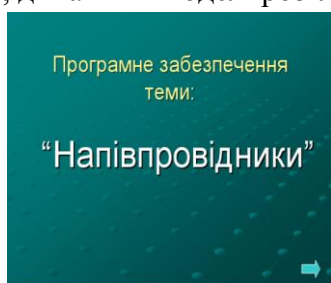 Програмне забезпечення
теми:
“Напівпровідники”